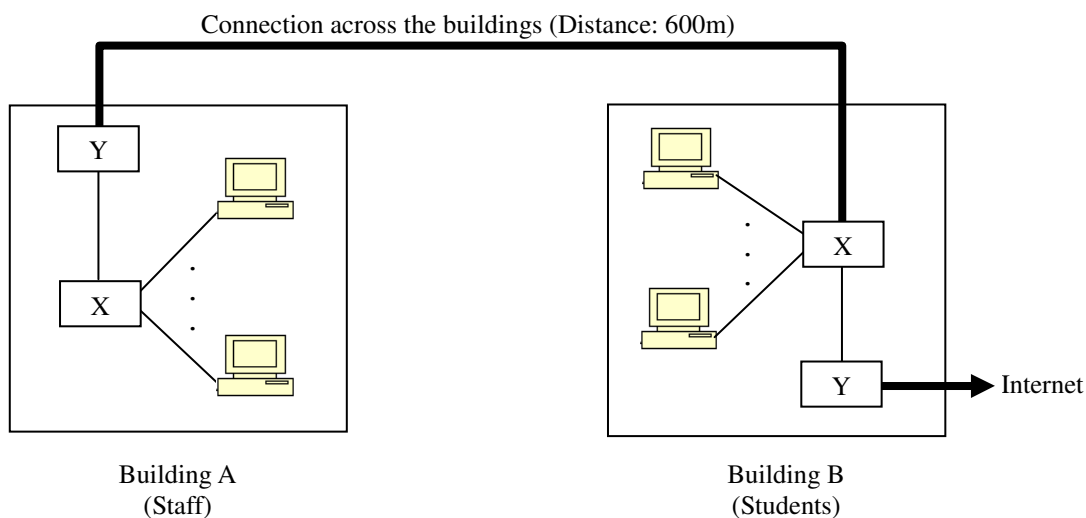 Connection across the buildings (Distance: 600m)
Y
X
X
Y
Internet
Building A
(Staff)
Building B
(Students)